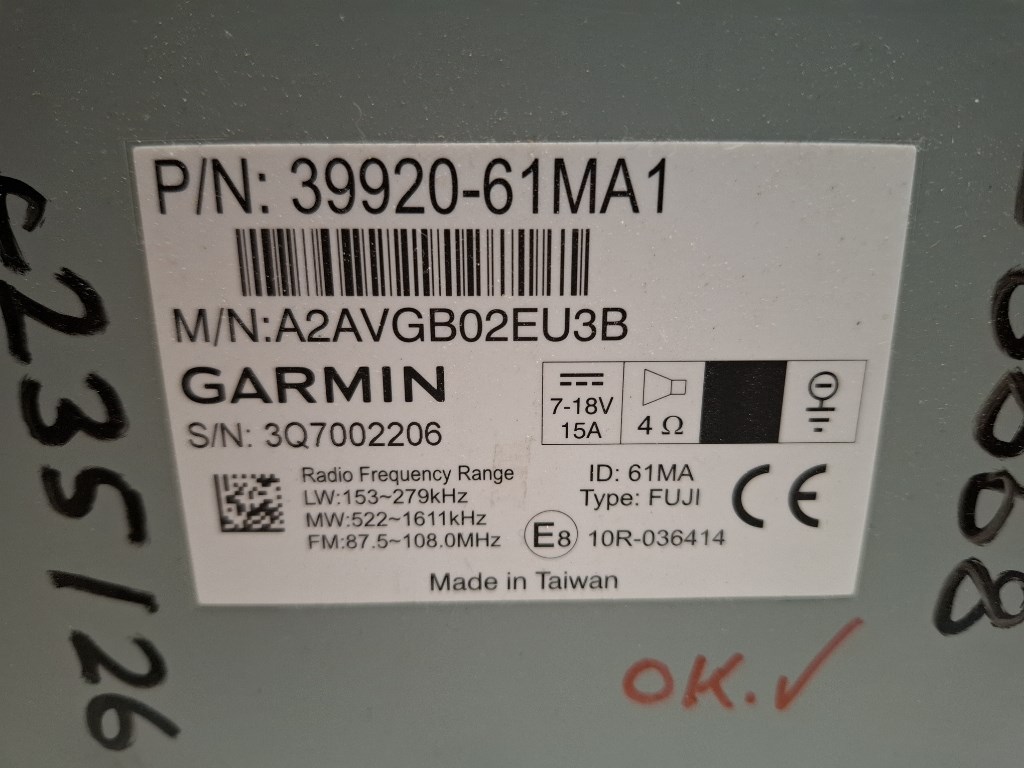 P/N: 39920-61MA1
M/N:A2AVGB02EU3B
GARMIN
S/N: 3Q7002206
7-18V
15A
4 Ω
Radio Frequency Range
LW:153~279kHz
MW:522~1611kHz
FM:87.5~108.0MHz
ID: 61MA
Type: FUJI
CE
E8 10R-036414
Made in Taiwan
OK.✓